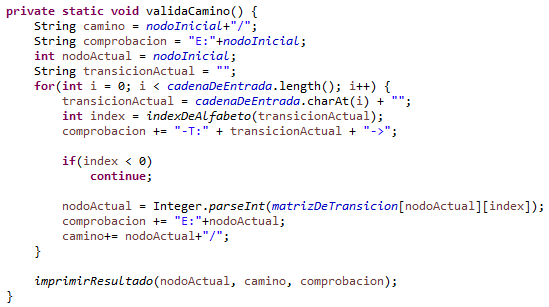 private static void validaCamino() {
    String camino = nodoInicial+"/";
    String comprobacion = "E:"+nodoInicial;
    int nodoActual = nodoInicial;
    String transicionActual = "";
    for(int i = 0; i < cadenaDeEntrada.length(); i++) {
        transicionActual = cadenaDeEntrada.charAt(i) + "";
        int index = indexDeAlfabeto(transicionActual);
        comprobacion += "-T:" + transicionActual + "->";

        if(index < 0)
            continue;

        nodoActual = Integer.parseInt(matrizDeTransicion[nodoActual][index]);
        comprobacion += "E:"+nodoActual;
        camino+= nodoActual+"/";
    }

    imprimirResultado(nodoActual, camino, comprobacion);
}